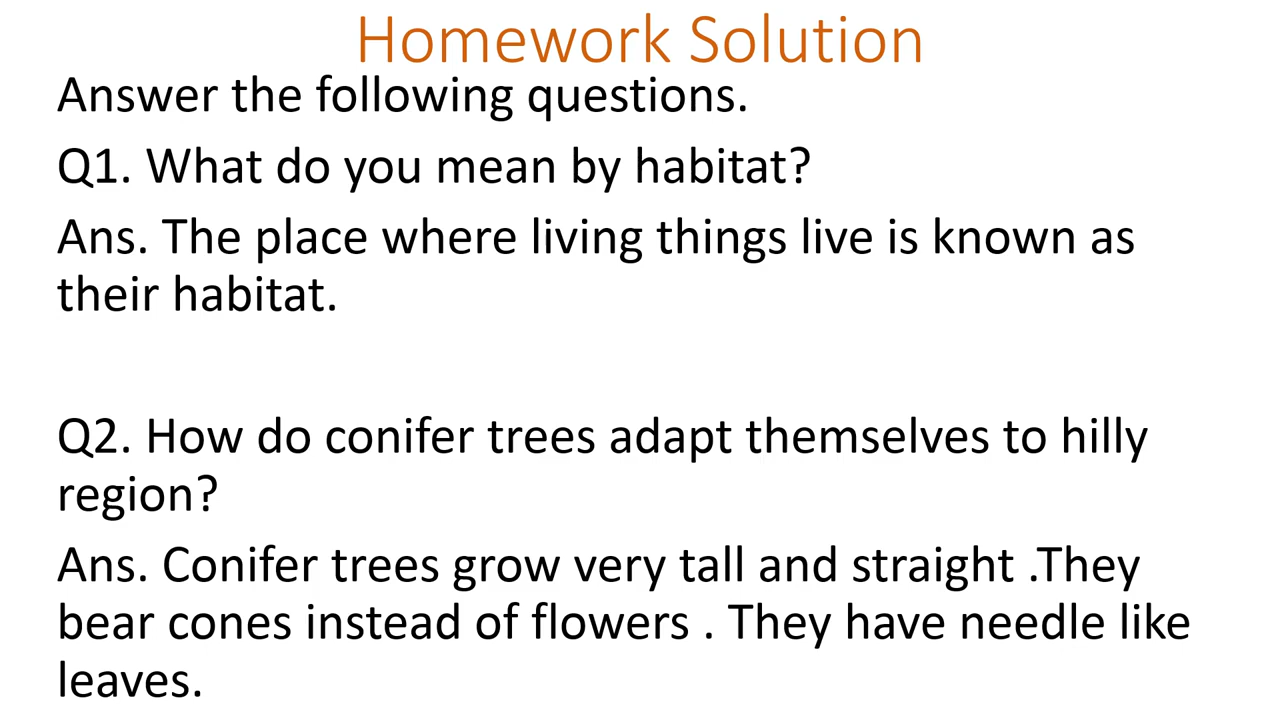 Homework Solution
Answer the following questions.
Q1. What do you mean by habitat?
Ans. The place where living things live is known as
their habitat.
Q2. How do conifer trees adapt themselves to hilly
region?
Ans. Conifer trees grow very tall and straight .They
bear cones instead of flowers . They have needle like
leaves.